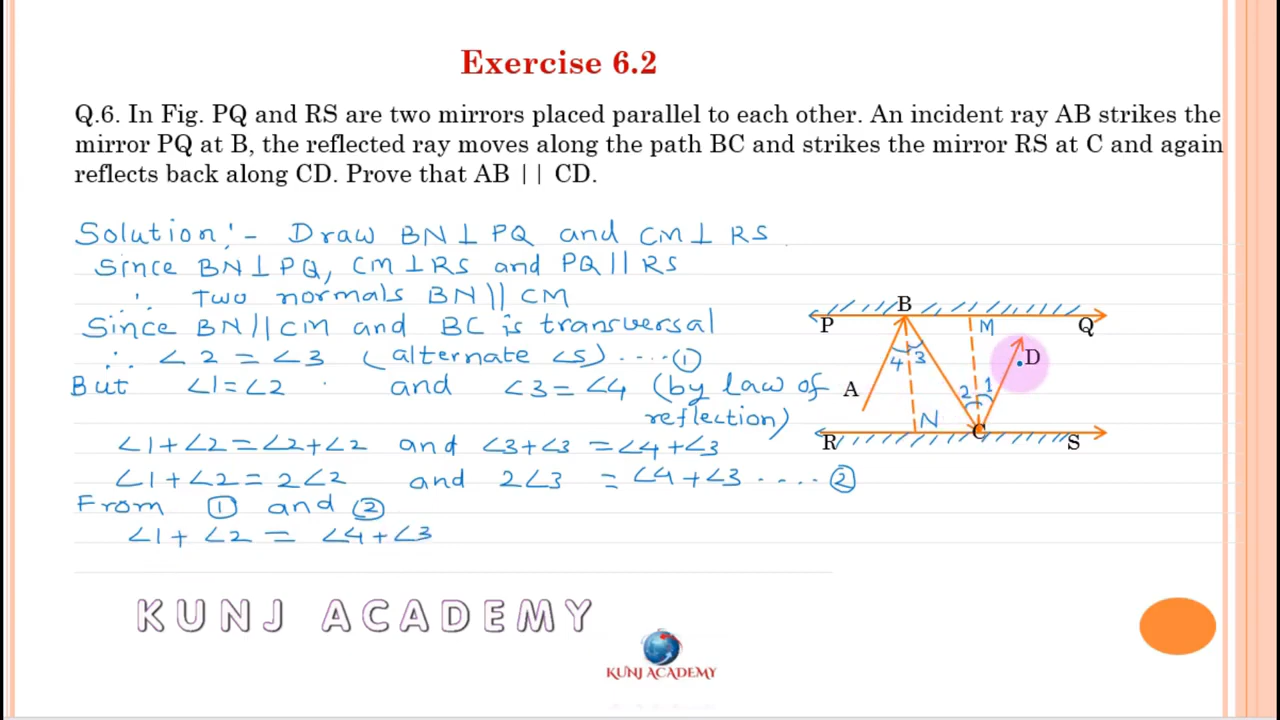 Exercise 6.2
Q.6. In Fig. PQ and RS are two mirrors placed parallel to each other. An incident ray AB strikes the
mirror PQ at B, the reflected ray moves along the path BC and strikes the mirror RS at C and again
reflects back along CD. Prove that AB || CD.
Solution:- Draw BN⊥PQ and CM⊥RS
Since BN⊥PQ, CM⊥RS and PQ||RS
∴ Two normals BN||CM
Since BN||CM and BC is transversal
∴ ∠2=∠3 (alternate ∠s)....①
But ∠1=∠2 and ∠3=∠4 (by law of
reflection)
∠1+∠2=∠2+∠2 and ∠3+∠3=∠4+∠3
∠1+∠2=2∠2 and 2∠3=∠4+∠3....②
From ① and ②
∠1+∠2=∠4+∠3
B
P
M
Q
4
3
D
A
2
1
N
R
C
S
KUNJ ACADEMY
KUNJ ACADEMY